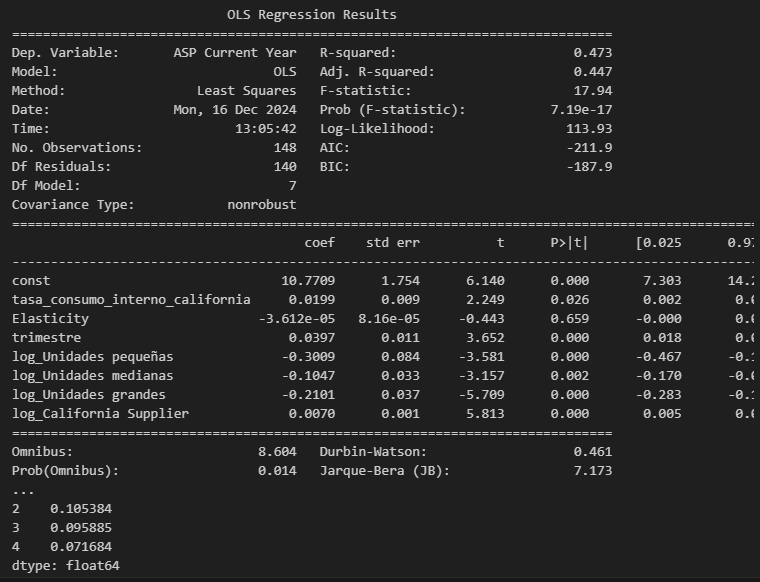 OLS Regression Results
==============================================================================
Dep. Variable: ASP Current Year R-squared: 0.473
Model: OLS Adj. R-squared: 0.447
Method: Least Squares F-statistic: 17.94
Date: Mon, 16 Dec 2024 Prob (F-statistic): 7.19e-17
Time: 13:05:42 Log-Likelihood: 113.93
No. Observations: 148 AIC: -211.9
Df Residuals: 140 BIC: -187.9
Df Model: 7
Covariance Type: nonrobust
=================================================================================================
coef std err t P>|t| [0.025 0.97
-------------------------------------------------------------------------------------------------
const 10.7709 1.754 6.140 0.000 7.303 14.2
tasa_consumo_interno_california 0.0199 0.009 2.249 0.026 0.002 0.0
Elasticity -3.612e-05 8.16e-05 -0.443 0.659 -0.000 0.0
trimestre 0.0397 0.011 3.652 0.000 0.018 0.0
log_Unidades pequeñas -0.3009 0.084 -3.581 0.000 -0.467 -0.1
log_Unidades medianas -0.1047 0.033 -3.157 0.002 -0.170 -0.0
log_Unidades grandes -0.2101 0.037 -5.709 0.000 -0.283 -0.1
log_California Supplier 0.0070 0.001 5.813 0.000 0.005 0.0
==============================================================================
Omnibus: 8.604 Durbin-Watson: 0.461
Prob(Omnibus): 0.014 Jarque-Bera (JB): 7.173
...
2 0.105384
3 0.095885
4 0.071684
dtype: float64